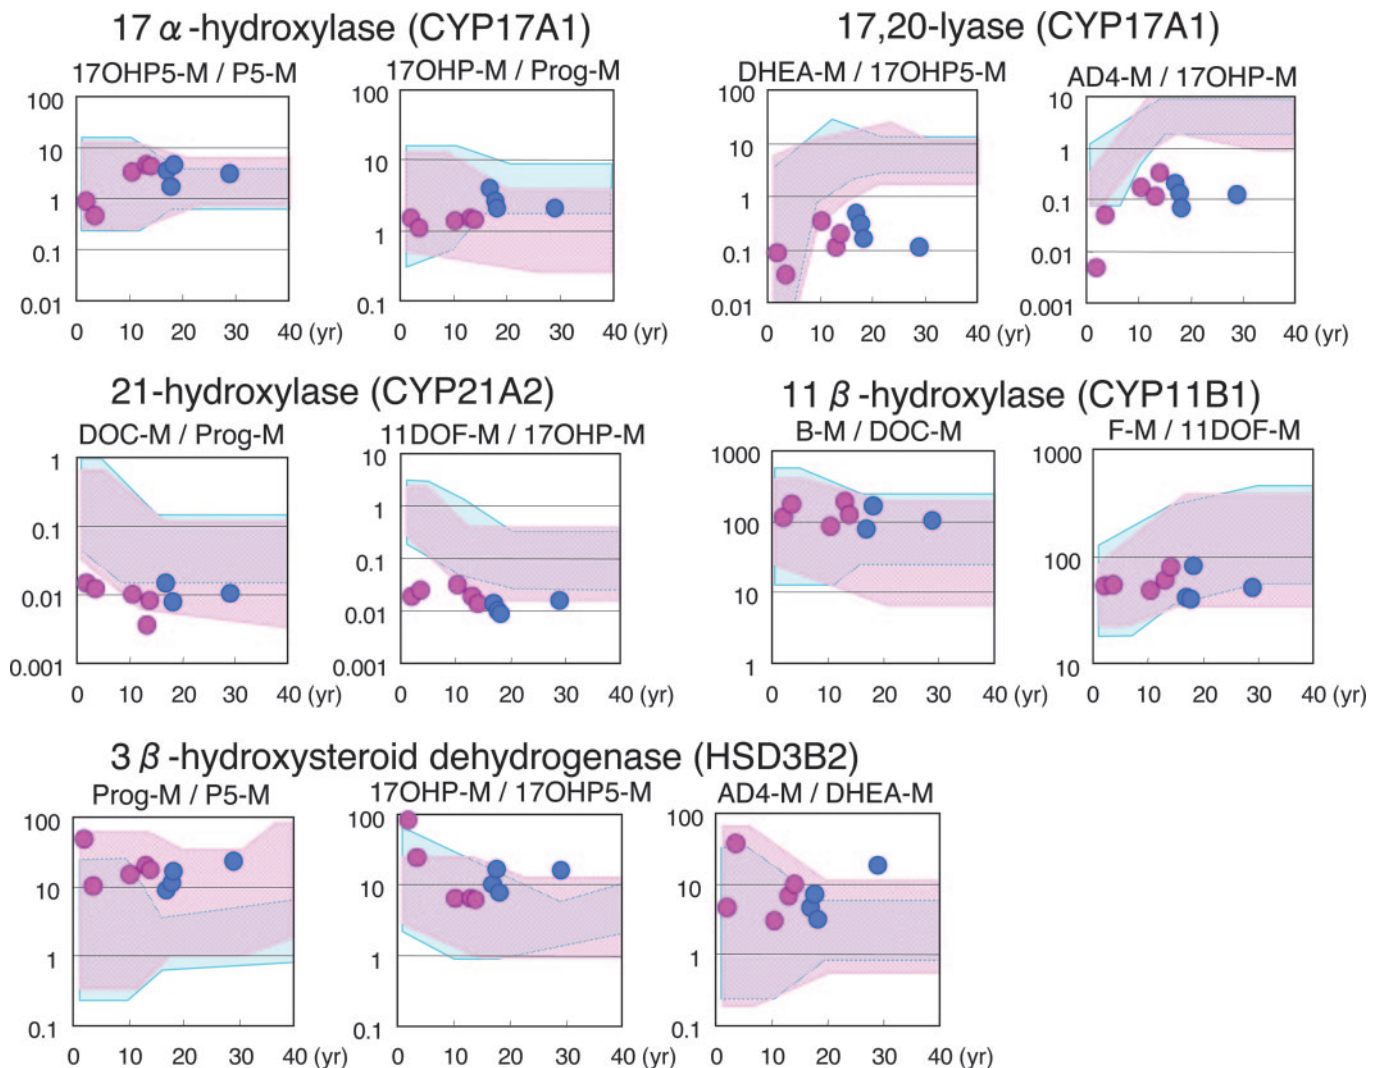 17 α-hydroxylase (CYP17A1)
17,20-lyase (CYP17A1)
17OHP5-M / P5-M
17OHP-M / Prog-M
DHEA-M / 17OHP5-M
AD4-M / 17OHP-M
100
10
1
0.1
0.01
0 10 20 30 40 (yr)
100
10
1
0.1
0 10 20 30 40 (yr)
100
10
1
0.1
0.01
0 10 20 30 40 (yr)
10
1
0.1
0.01
0.001
0 10 20 30 40 (yr)
21-hydroxylase (CYP21A2)
11 β-hydroxylase (CYP11B1)
DOC-M / Prog-M
11DOF-M / 17OHP-M
B-M / DOC-M
F-M / 11DOF-M
1
0.1
0.01
0.001
0 10 20 30 40
10
1
0.1
0.01
0.001
0 10 20 30 40 (yr)
1000
100
10
1
0 10 20 30 40
1000
100
10
0 10 20 30 40 (yr)
3 β-hydroxysteroid dehydrogenase (HSD3B2)
Prog-M / P5-M
17OHP-M / 17OHP5-M
AD4-M / DHEA-M
100
10
1
0.1
0 10 20 30 40 (yr)
100
10
1
0.1
0 10 20 30 40 (yr)
100
10
1
0.1
0 10 20 30 40 (yr)